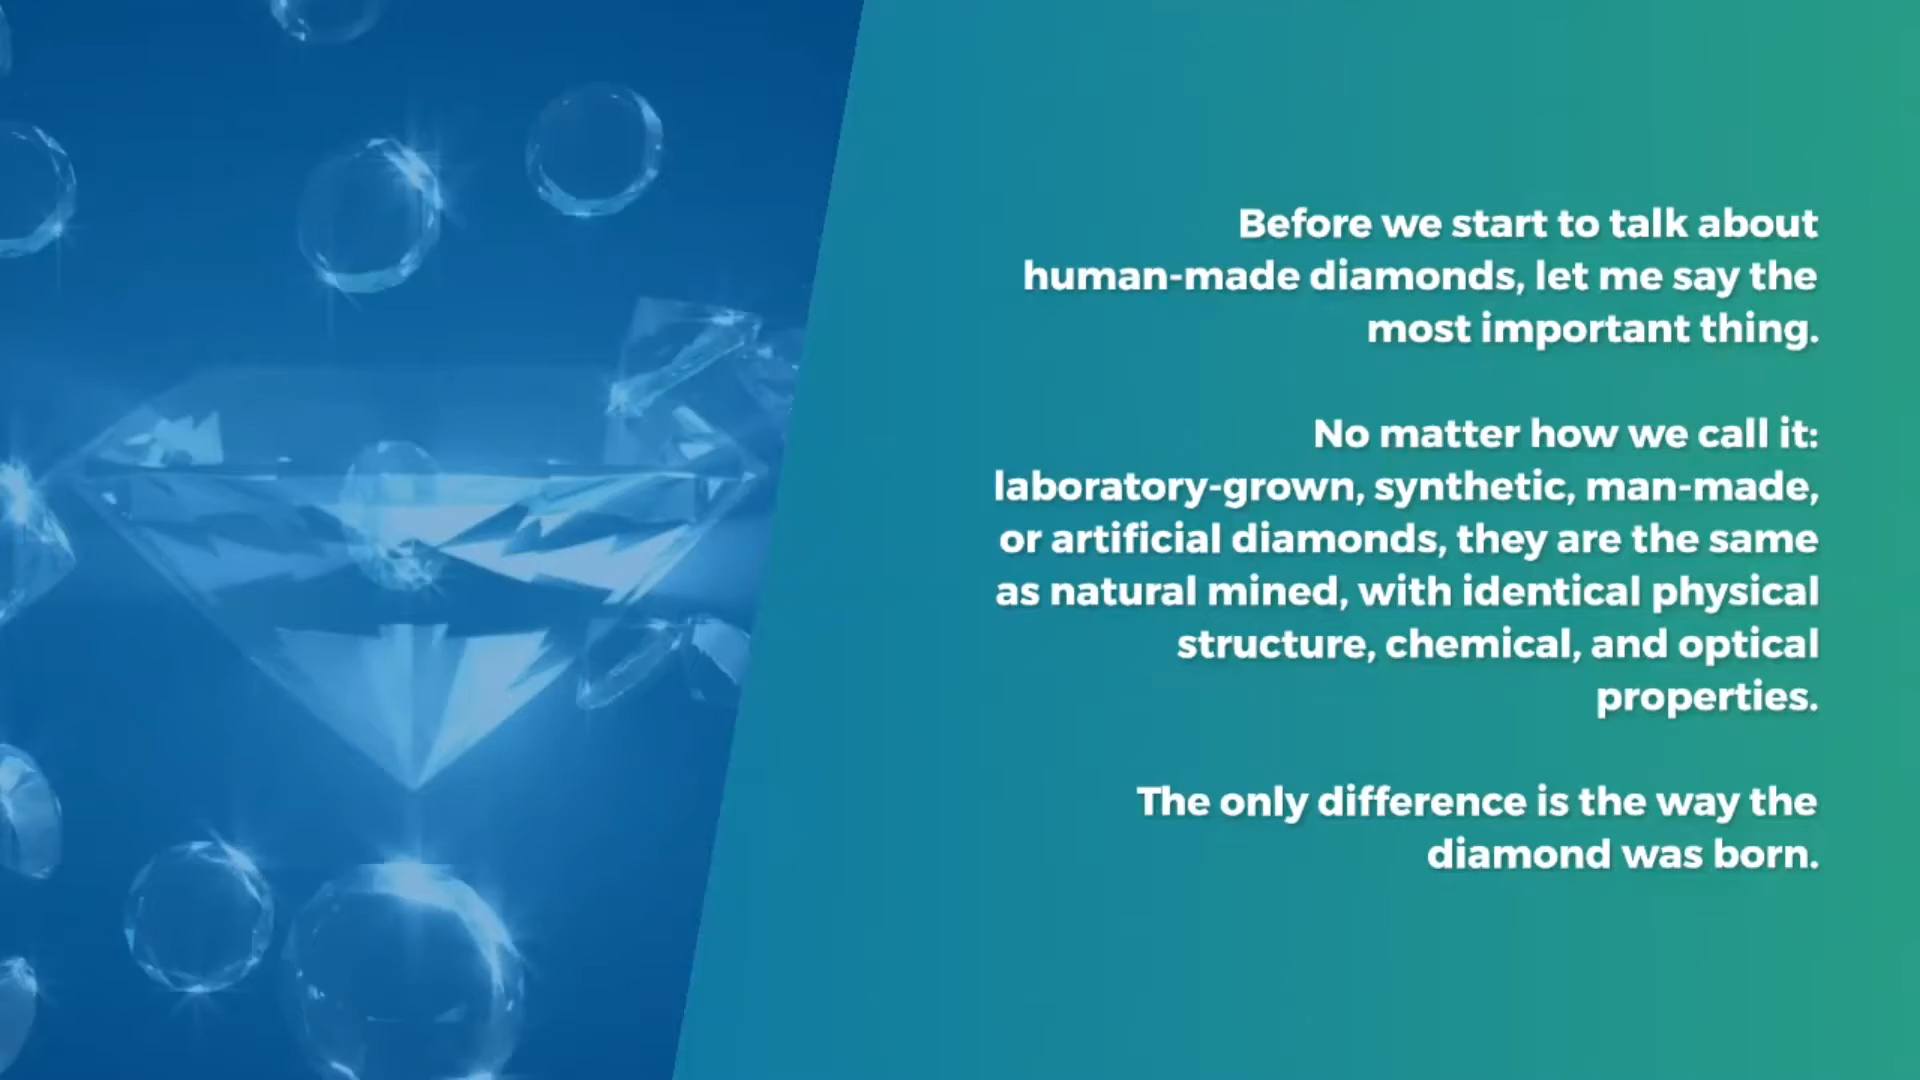 Before we start to talk about
human-made diamonds, let me say the
most important thing.
No matter how we call it:
laboratory-grown, synthetic, man-made,
or artificial diamonds, they are the same
as natural mined, with identical physical
structure, chemical, and optical
properties.
The only difference is the way the
diamond was born.